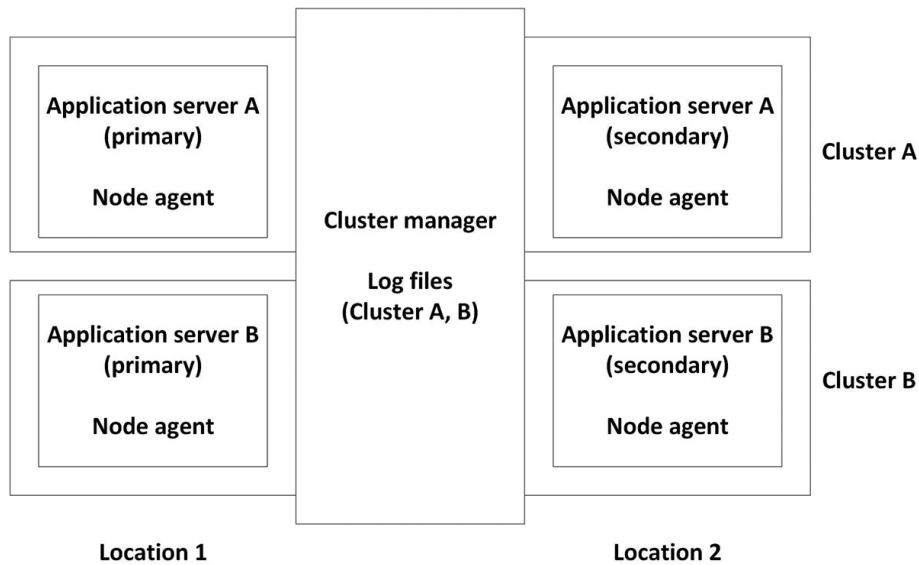 Application server A
(primary)
Node agent
Application server B
(primary)
Node agent
Cluster manager
Log files
(Cluster A, B)
Application server A
(secondary)
Node agent
Application server B
(secondary)
Node agent
Cluster A
Cluster B
Location 1
Location 2